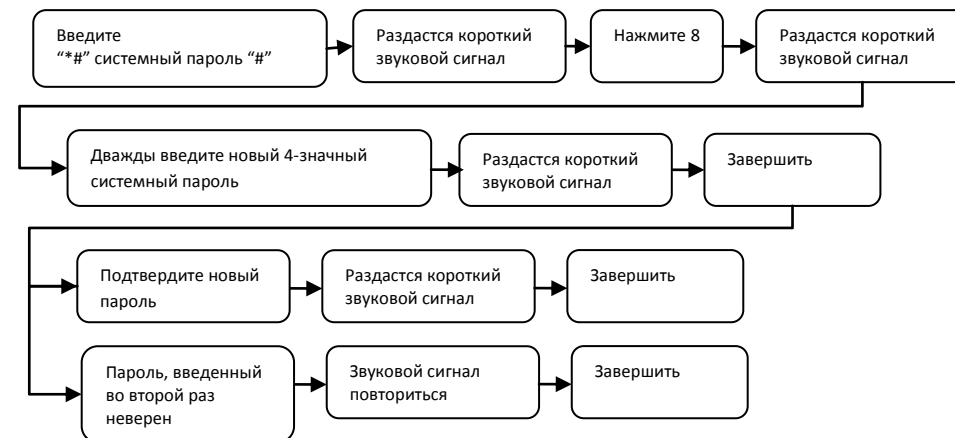 Введите
“*#” системный пароль “#”
Раздастся короткий
звуковой сигнал
Нажмите 8
Раздастся короткий
звуковой сигнал
Дважды введите новый 4-значный
системный пароль
Раздастся короткий
звуковой сигнал
Завершить
Подтвердите новый
пароль
Раздастся короткий
звуковой сигнал
Завершить
Пароль, введенный
во второй раз
неверен
Звуковой сигнал
повториться
Завершить